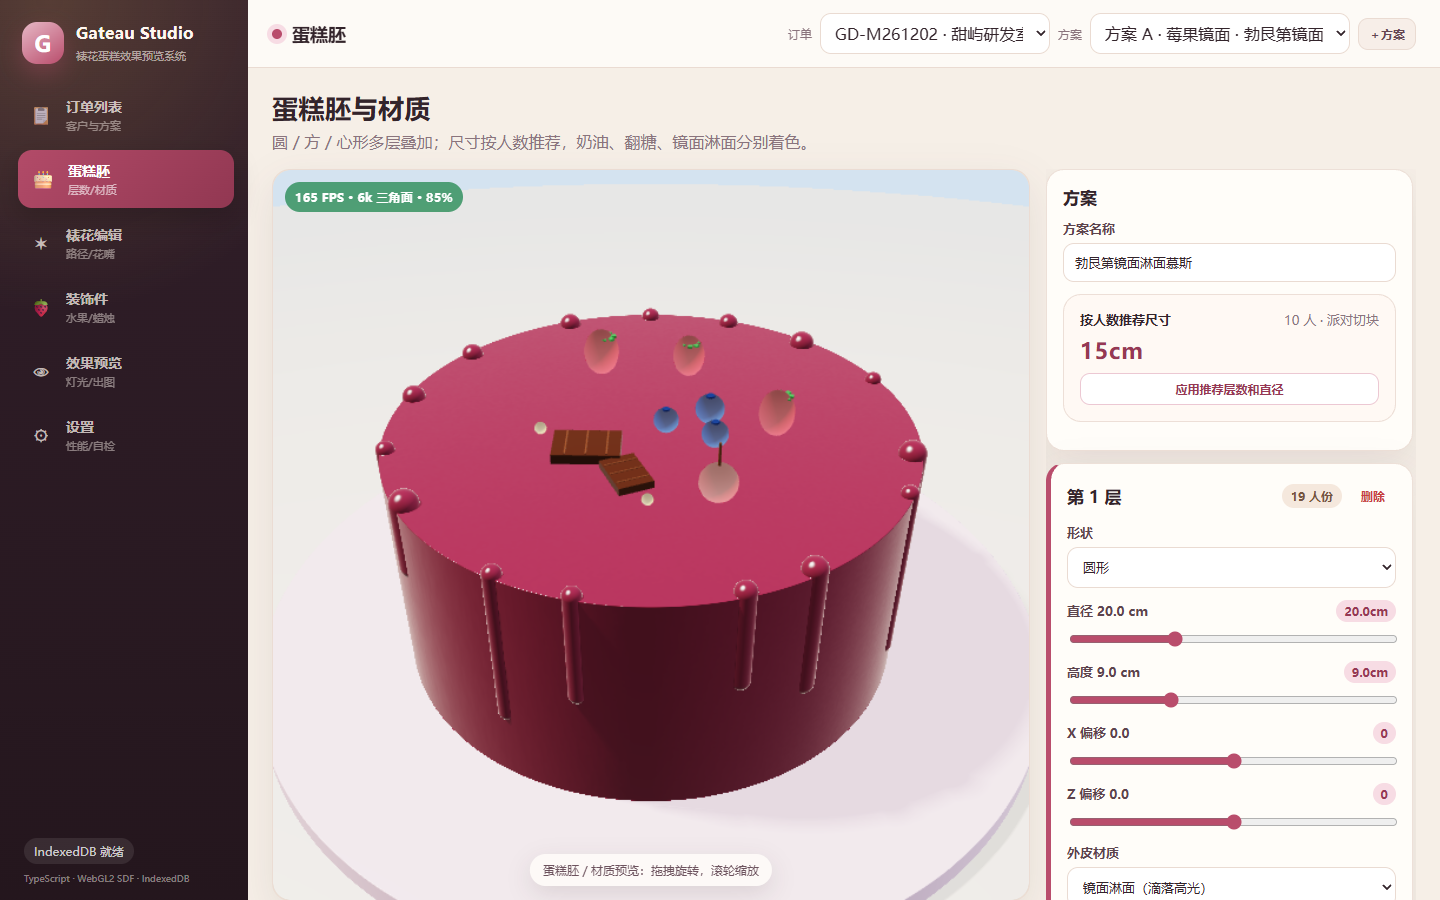 G
Gateau Studio
裱花蛋糕效果预览系统
订单列表
客户与方案
蛋糕胚
层数/材质
裱花编辑
路径/花嘴
装饰件
水果/蜡烛
效果预览
灯光/出图
设置
性能/自检
IndexedDB 就绪
TypeScript · WebGL2 SDF · IndexedDB
蛋糕胚
订单
GD-M261202 · 甜屿研发室
方案
方案 A · 莓果镜面 · 勃艮第镜面
+ 方案
蛋糕胚与材质
圆 / 方 / 心形多层叠加；尺寸按人数推荐，奶油、翻糖、镜面淋面分别着色。
165 FPS • 6k 三角面 • 85%
蛋糕胚 / 材质预览：拖拽旋转，滚轮缩放
方案
方案名称
勃艮第镜面淋面慕斯
按人数推荐尺寸
10 人 · 派对切块
15cm
应用推荐层数和直径
第 1 层
19 人份
删除
形状
圆形
直径 20.0 cm
20.0cm
高度 9.0 cm
9.0cm
X 偏移 0.0
0
Z 偏移 0.0
0
外皮材质
镜面淋面（滴落高光）